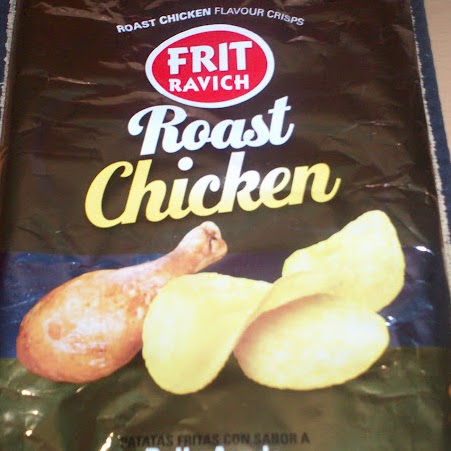 ROAST CHICKEN FLAVOUR CRISPS
FRIT
RAVICH
Roast
Chicken
PATATAS FRITAS CON SABOR A